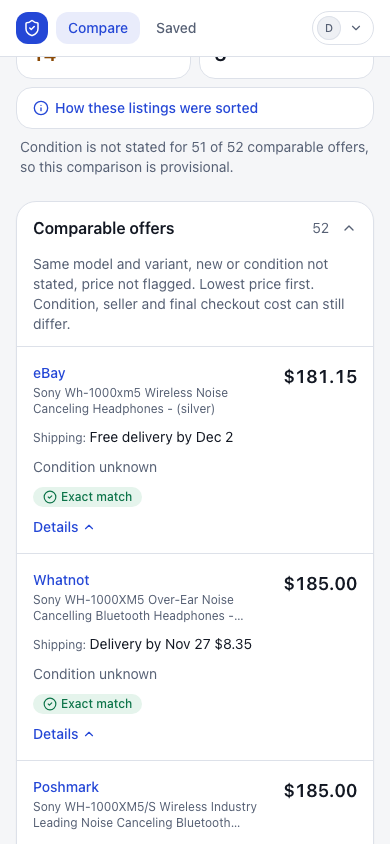 Compare
Saved
D
How these listings were sorted
Condition is not stated for 51 of 52 comparable offers,
so this comparison is provisional.
Comparable offers
52
Same model and variant, new or condition not
stated, price not flagged. Lowest price first.
Condition, seller and final checkout cost can still
differ.
eBay
$181.15
Sony Wh-1000xm5 Wireless Noise
Canceling Headphones - (silver)
Shipping: Free delivery by Dec 2
Condition unknown
Exact match
Details
Whatnot
$185.00
Sony WH-1000XM5 Over-Ear Noise
Cancelling Bluetooth Headphones -...
Shipping: Delivery by Nov 27 $8.35
Condition unknown
Exact match
Details
Poshmark
$185.00
Sony WH-1000XM5/S Wireless Industry
Leading Noise Canceling Bluetooth...